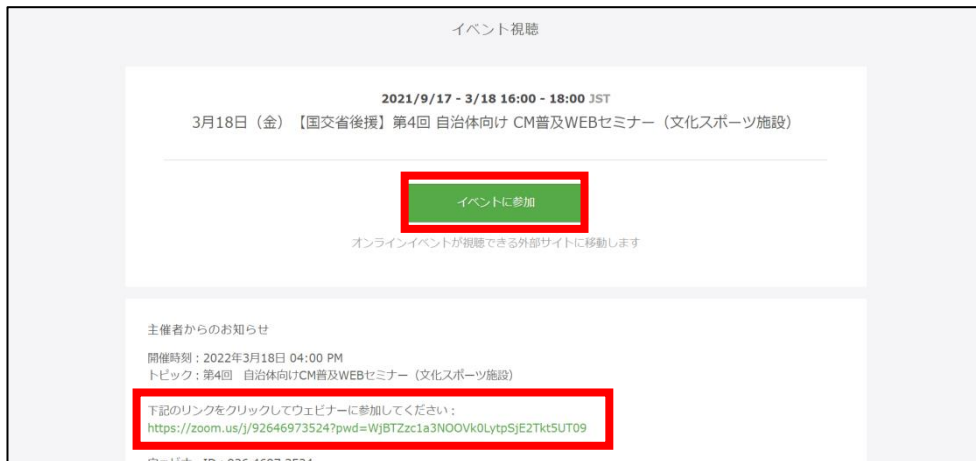 イベント視聴
2021/9/17 - 3/18 16:00 - 18:00 JST
3月18日（金）【国交省後援】第4回 自治体向け CM普及WEBセミナー（文化スポーツ施設）
イベントに参加
オンラインイベントが視聴できる外部サイトに移動します
主催者からのお知らせ
開催時刻：2022年3月18日 04:00 PM
トピック：第4回　自治体向けCM普及WEBセミナー（文化スポーツ施設）
下記のリンクをクリックしてウェビナーに参加してください：
https://zoom.us/j/92646973524?pwd=WjBTZzc1a3NOOVk0LytpSjE2Tkt5UT09